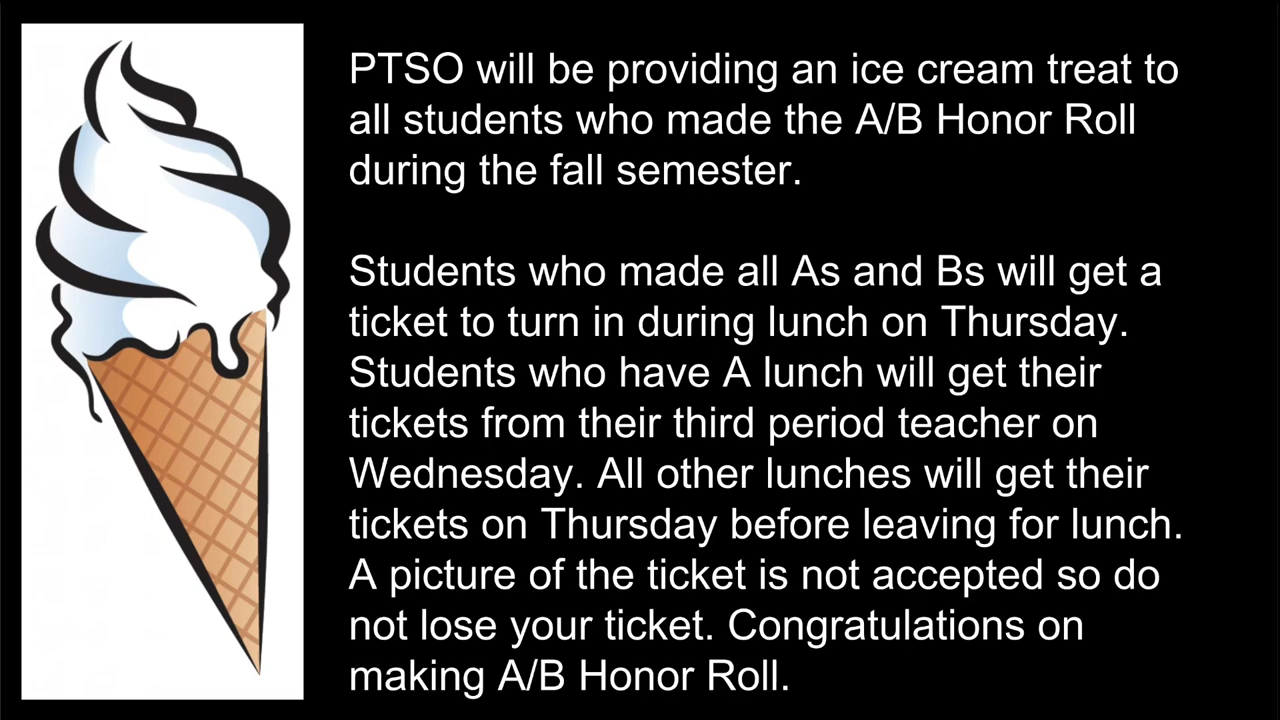 PTSO will be providing an ice cream treat to
all students who made the A/B Honor Roll
during the fall semester.
Students who made all As and Bs will get a
ticket to turn in during lunch on Thursday.
Students who have A lunch will get their
tickets from their third period teacher on
Wednesday. All other lunches will get their
tickets on Thursday before leaving for lunch.
A picture of the ticket is not accepted so do
not lose your ticket. Congratulations on
making A/B Honor Roll.